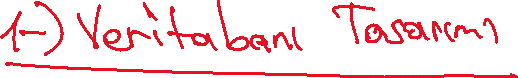 1-) Veritabanı Tasarımı